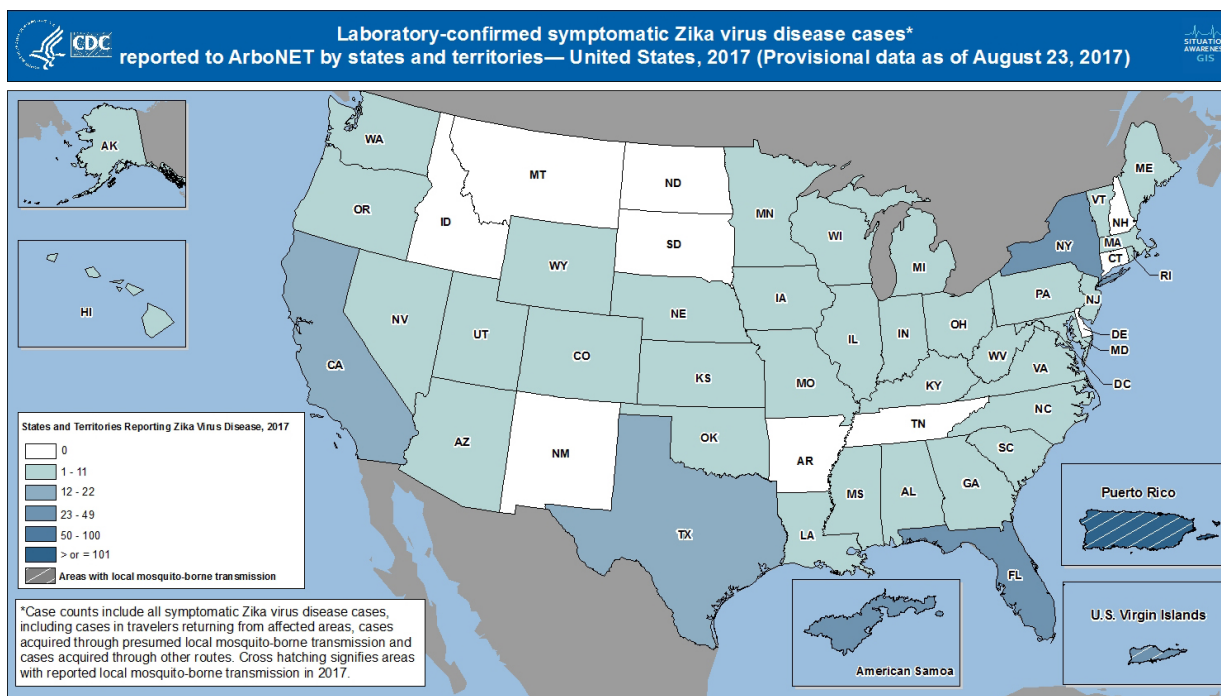 Laboratory-confirmed symptomatic Zika virus disease cases*
reported to ArboNET by states and territories— United States, 2017 (Provisional data as of August 23, 2017)
CDC
SITUATION
AWARENESS
GIS
AK
HI
WA
OR
CA
ID
NV
MT
WY
UT
AZ
CO
NM
ND
SD
NE
KS
OK
TX
MN
IA
MO
AR
LA
WI
IL
MI
IN
OH
KY
TN
MS
AL
GA
FL
SC
NC
VA
WV
PA
NY
VT
NH
ME
MA
CT
RI
NJ
DE
MD
DC
States and Territories Reporting Zika Virus Disease, 2017
0
1 - 11
12 - 22
23 - 49
50 - 100
> or = 101
Areas with local mosquito-borne transmission
*Case counts include all symptomatic Zika virus disease cases,
including cases in travelers returning from affected areas, cases
acquired through presumed local mosquito-borne transmission and
cases acquired through other routes. Cross hatching signifies areas
with reported local mosquito-borne transmission in 2017.
Puerto Rico
U.S. Virgin Islands
American Samoa